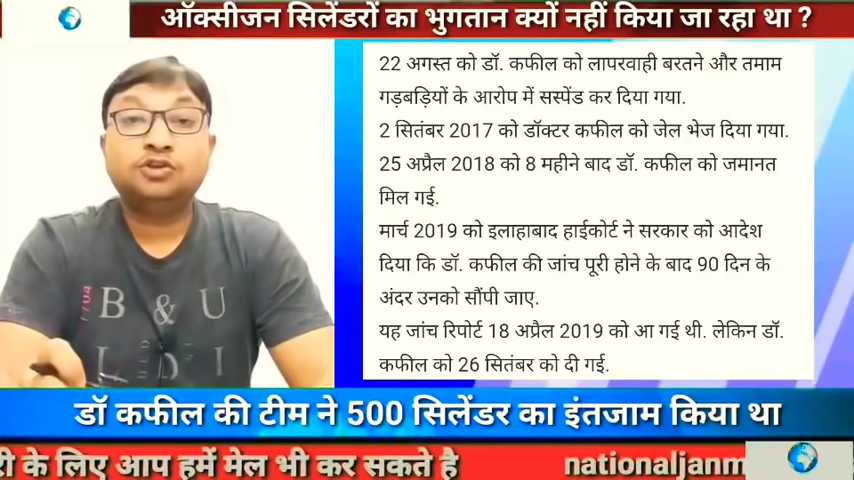 ऑक्सीजन सिलेंडरों का भुगतान क्यों नहीं किया जा रहा था ?
22 अगस्त को डॉ. कफील को लापरवाही बरतने और तमाम
गड़बड़ियों के आरोप में सस्पेंड कर दिया गया.
2 सितंबर 2017 को डॉक्टर कफील को जेल भेज दिया गया.
25 अप्रैल 2018 को 8 महीने बाद डॉ. कफील को जमानत
मिल गई.
मार्च 2019 को इलाहाबाद हाईकोर्ट ने सरकार को आदेश
दिया कि डॉ. कफील की जांच पूरी होने के बाद 90 दिन के
अंदर उनको सौंपी जाए.
यह जांच रिपोर्ट 18 अप्रैल 2019 को आ गई थी. लेकिन डॉ.
कफील को 26 सितंबर को दी गई.
B & U
डॉ कफील की टीम ने 500 सिलेंडर का इंतजाम किया था
री के लिए आप हमें मेल भी कर सकते है nationaljanm